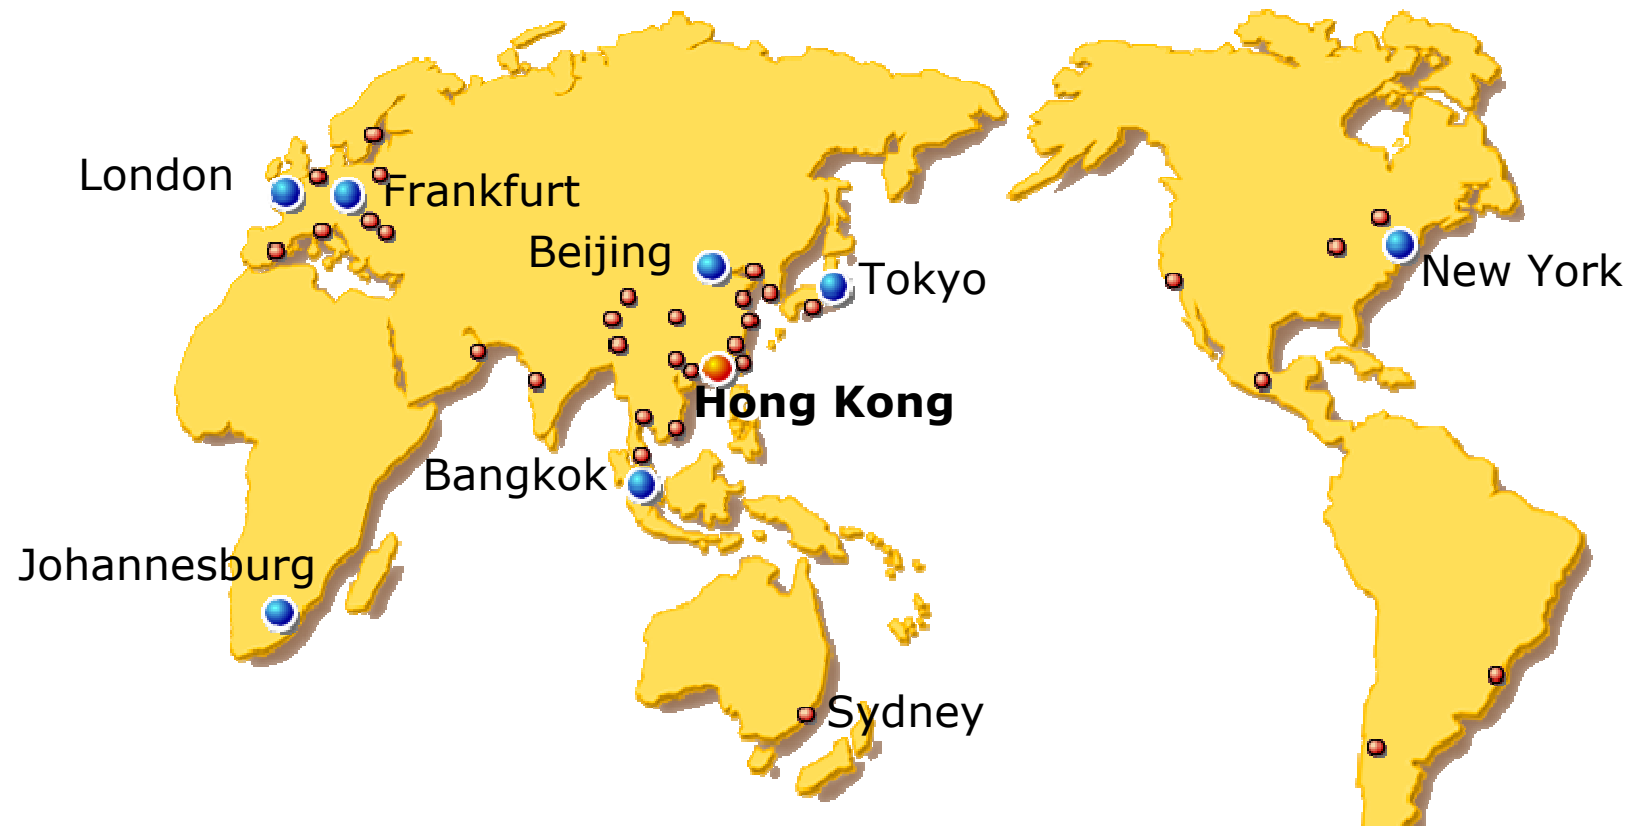 London
Frankfurt
Beijing
Tokyo
New York
Hong Kong
Bangkok
Johannesburg
Sydney